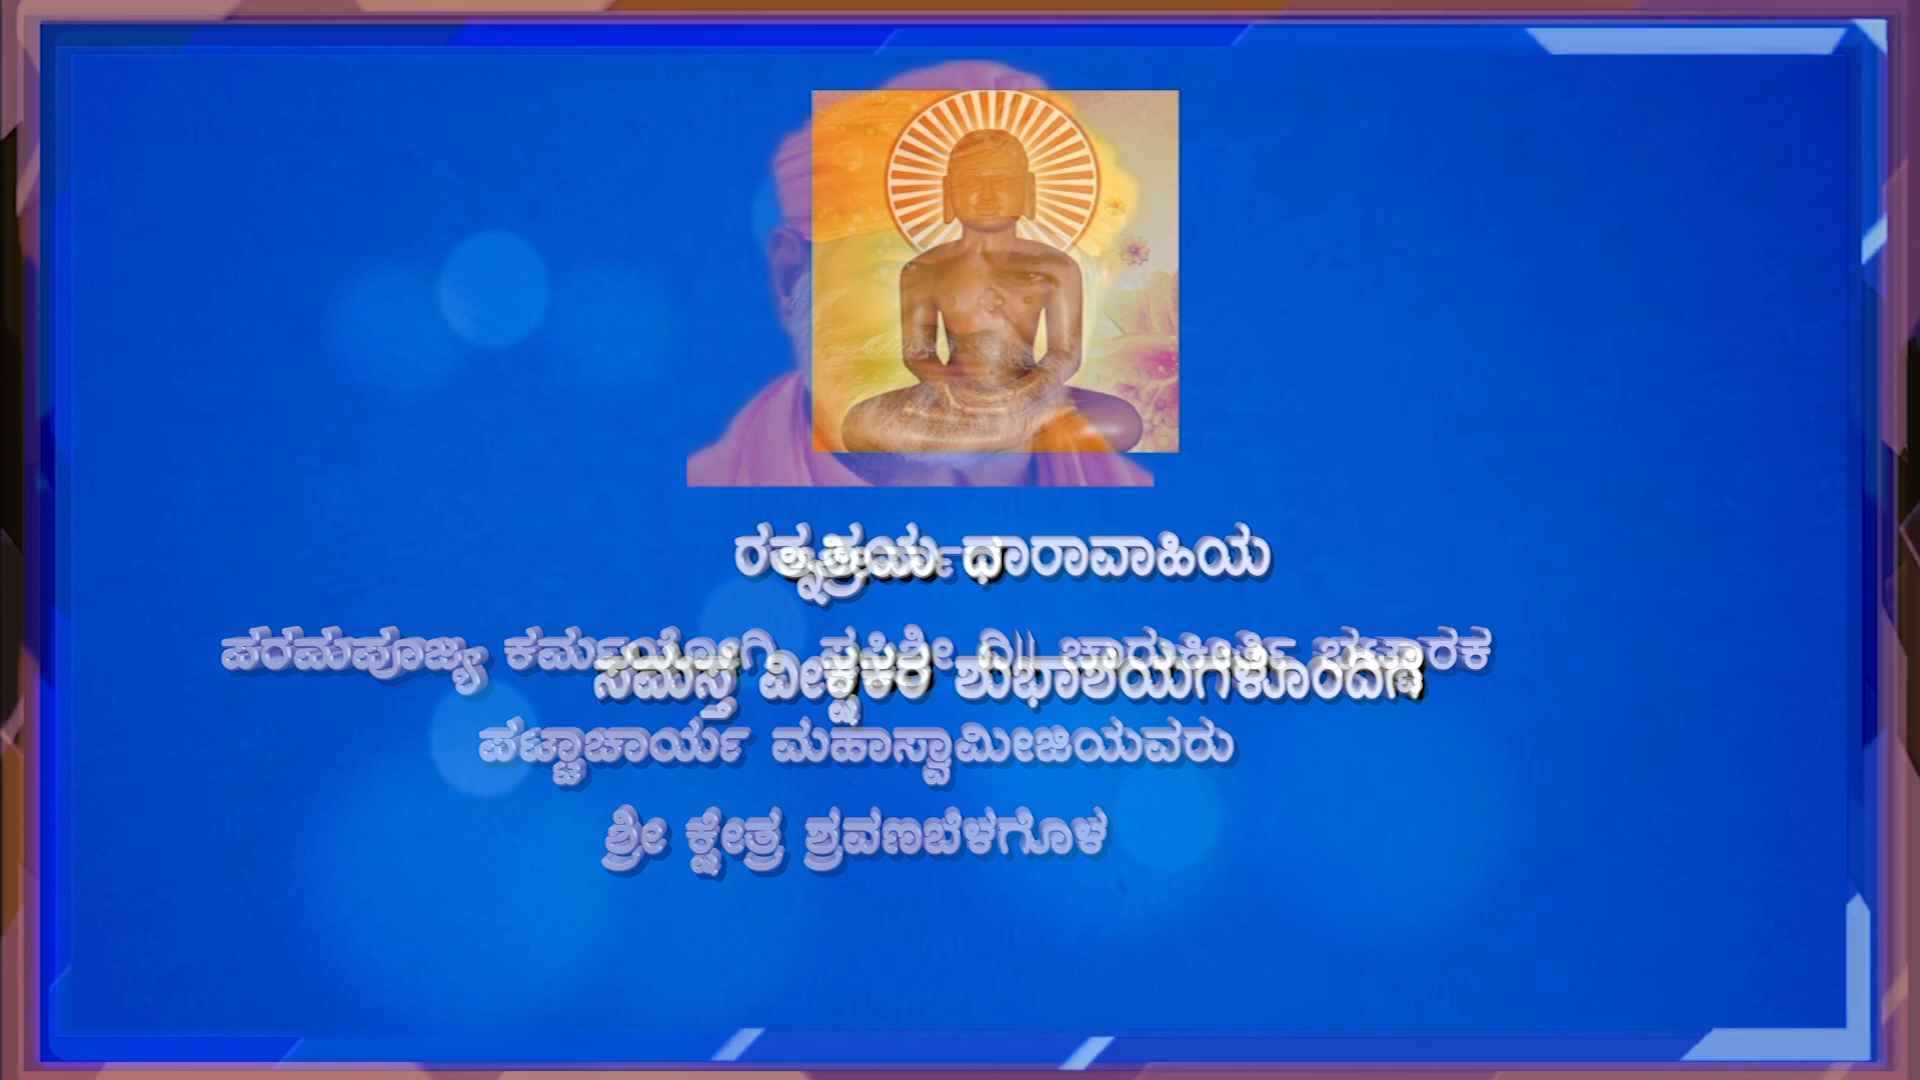 ರತ್ನತ್ರಯ ಧಾರಾವಾಹಿಯ
ಪರಮಪೂಜ್ಯ ಕರ್ಮಯೋಗಿ ಚಾರುಕೀರ್ತಿ ಭಟ್ಟಾರಕ
ಸಮಸ್ತ ವೀಕ್ಷಕರ ಶುಭಾಶಯಗಳೊಂದಿಗೆ
ಪಟ್ಟಾಚಾರ್ಯ ಮಹಾಸ್ವಾಮೀಜಿಯವರು
ಶ್ರೀ ಕ್ಷೇತ್ರ ಶ್ರವಣಬೆಳಗೊಳ